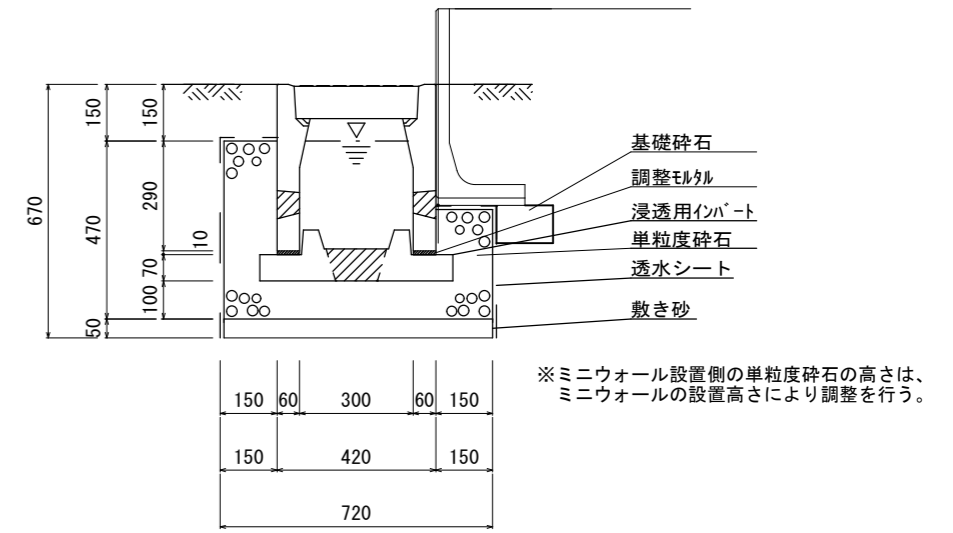 150
150
基礎砕石
調整ﾓﾙﾀﾙ
670
470
290
浸透用ｲﾝﾊﾞｰﾄ
10
単粒度砕石
70
透水シート
100
敷き砂
50
※ミニウォール設置側の単粒度砕石の高さは、
ミニウォールの設置高さにより調整を行う。
150 60 300 60 150
150 420 150
720